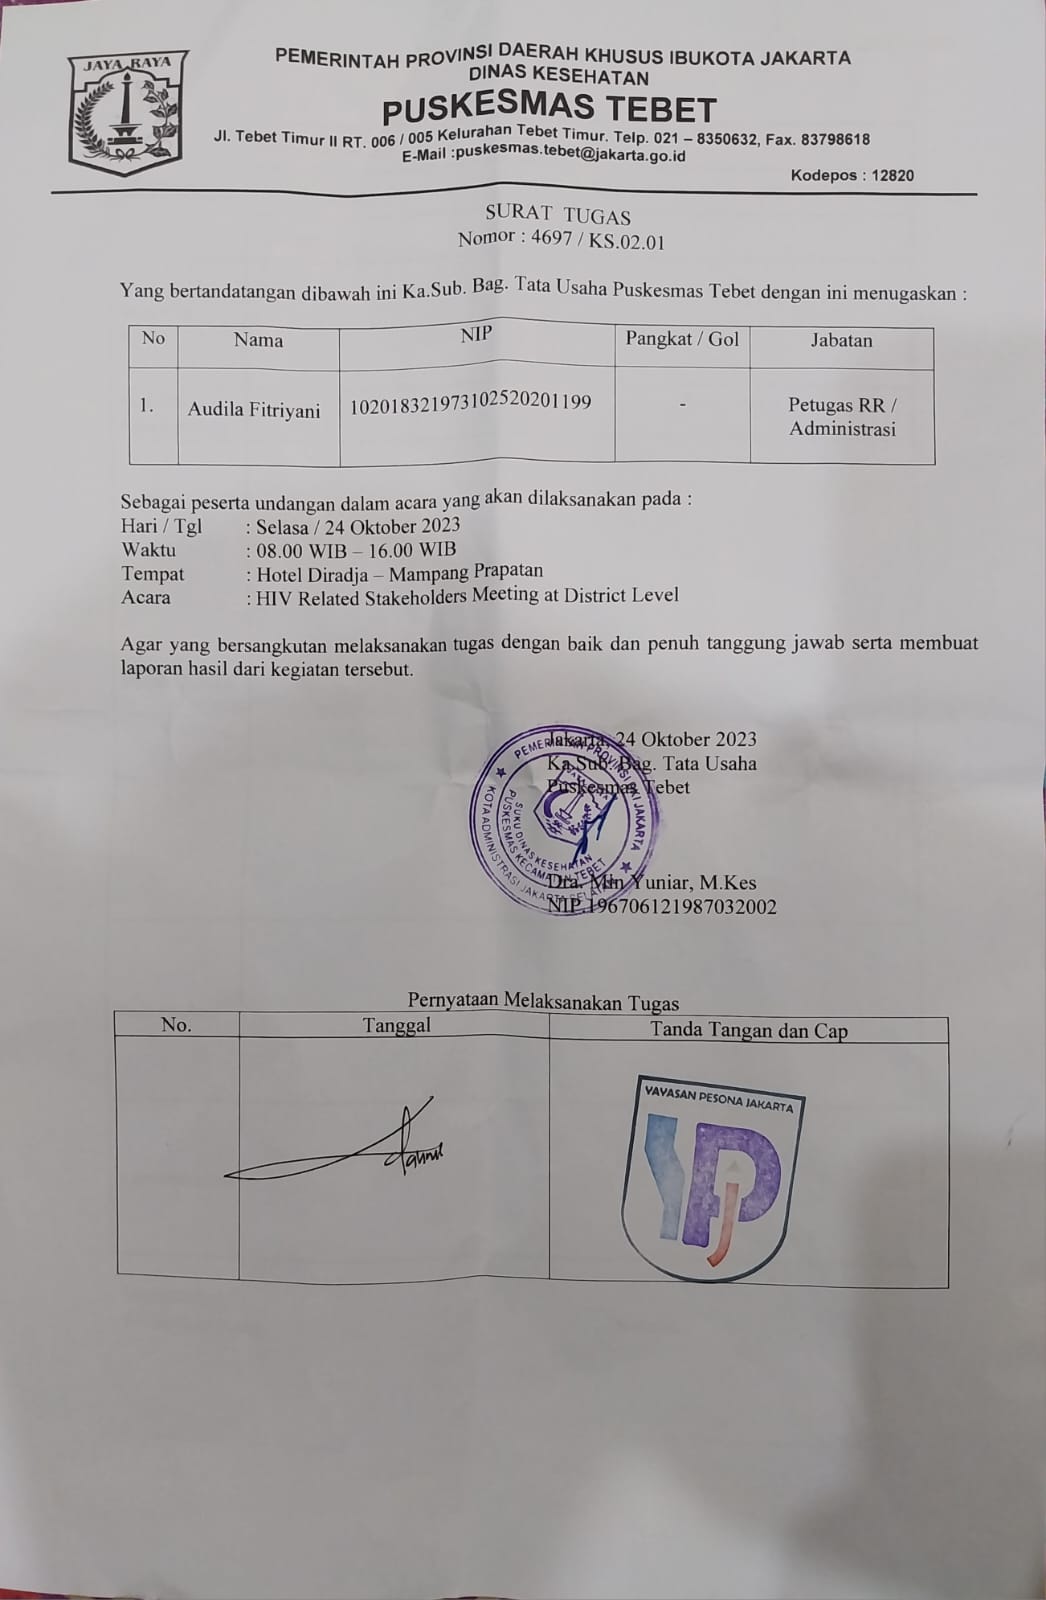 JAYA RAYA
PEMERINTAH PROVINSI DAERAH KHUSUS IBUKOTA JAKARTA
DINAS KESEHATAN
PUSKESMAS TEBET
Jl. Tebet Timur II RT. 006 / 005 Kelurahan Tebet Timur. Telp. 021 – 8350632, Fax. 83798618
E-Mail :puskesmas.tebet@jakarta.go.id
Kodepos : 12820
SURAT TUGAS
Nomor : 4697 / KS.02.01
Yang bertandatangan dibawah ini Ka.Sub. Bag. Tata Usaha Puskesmas Tebet dengan ini menugaskan :
No Nama NIP Pangkat / Gol Jabatan
1. Audila Fitriyani 102018321973102520201199 - Petugas RR /
Administrasi
Sebagai peserta undangan dalam acara yang akan dilaksanakan pada :
Hari / Tgl : Selasa / 24 Oktober 2023
Waktu : 08.00 WIB – 16.00 WIB
Tempat : Hotel Diradja – Mampang Prapatan
Acara : HIV Related Stakeholders Meeting at District Level
Agar yang bersangkutan melaksanakan tugas dengan baik dan penuh tanggung jawab serta membuat
laporan hasil dari kegiatan tersebut.
Jakarta, 24 Oktober 2023
Ka.Sub. Bag. Tata Usaha
Puskesmas Tebet
PEMERINTAH PROVINSI DKI JAKARTA
KOTA ADMINISTRASI JAKARTA SELATAN
SUKU DINAS KESEHATAN
PUSKESMAS KECAMATAN TEBET
Dra. Min Yuniar, M.Kes
NIP.196706121987032002
Pernyataan Melaksanakan Tugas
No. Tanggal Tanda Tangan dan Cap
YAYASAN PESONA JAKARTA
YPJ